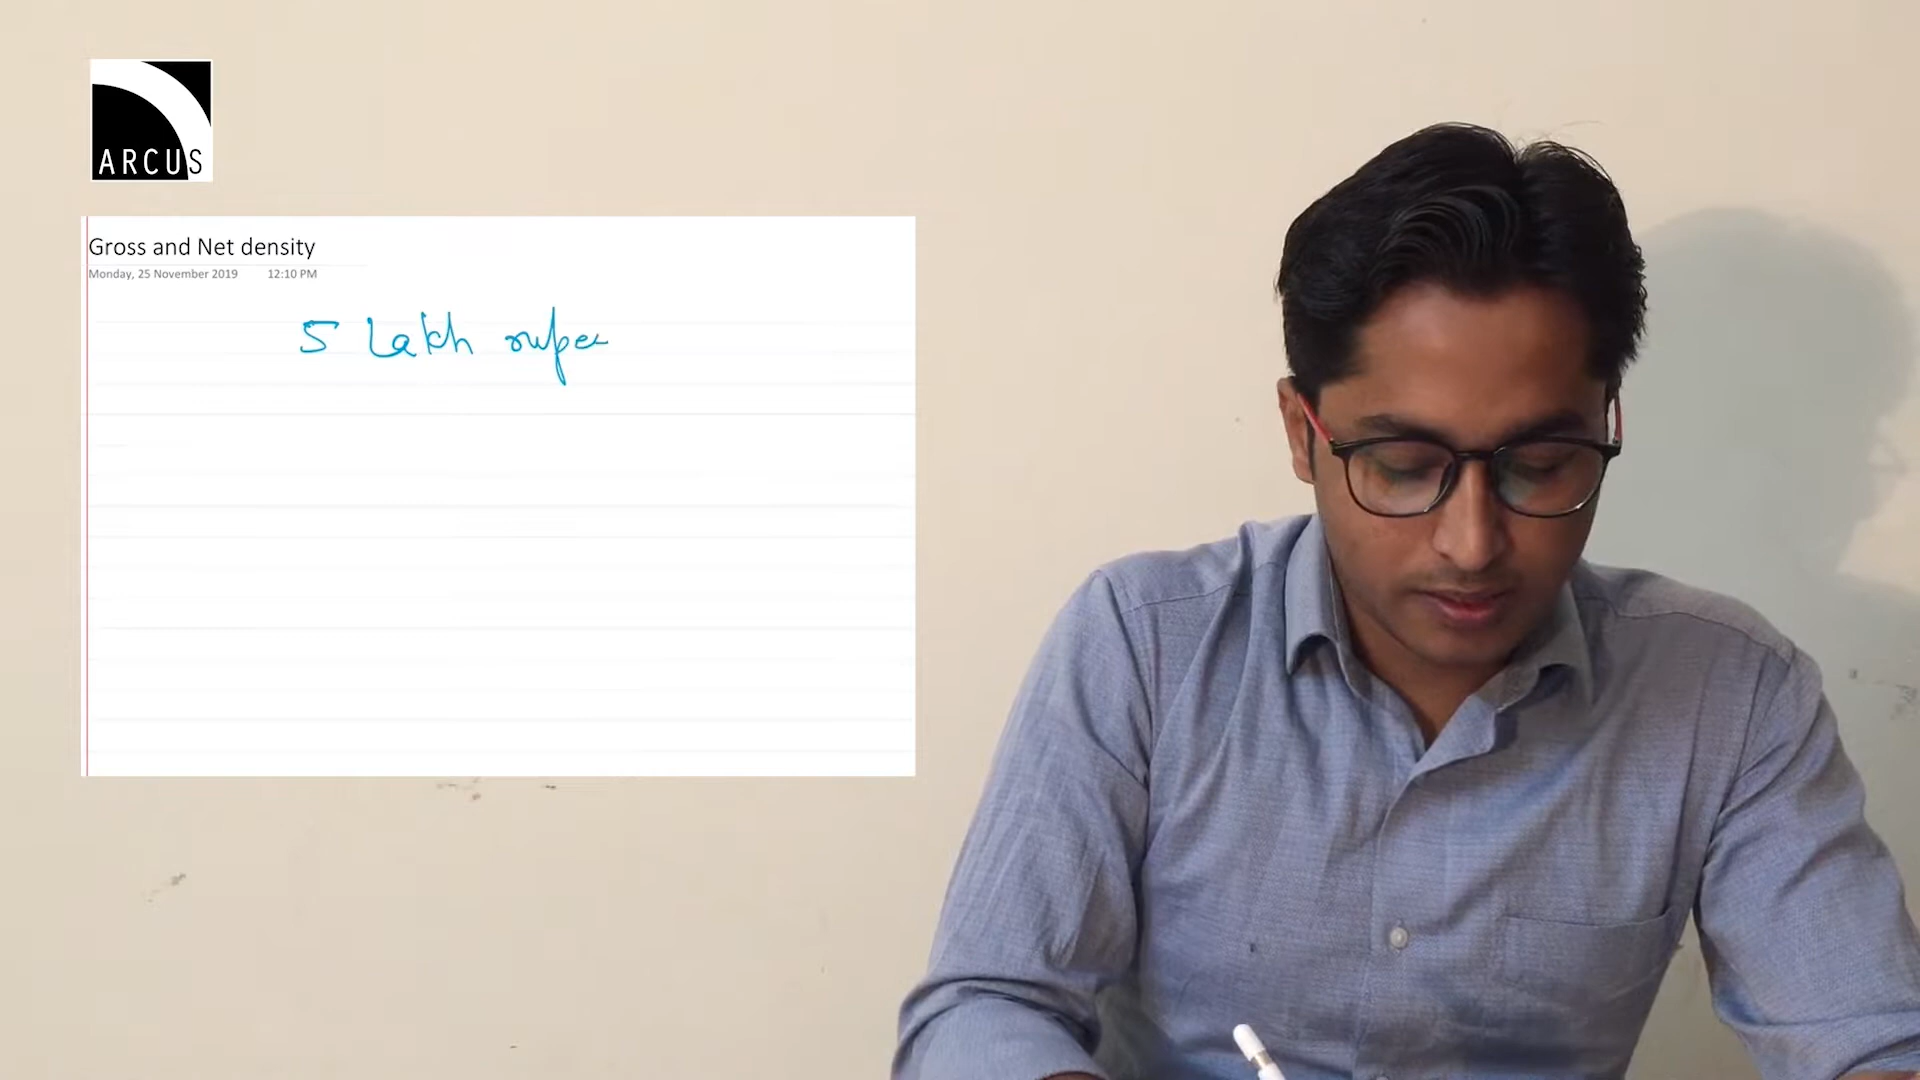 ARCUS
Gross and Net density
Monday, 25 November 2019 12:10 PM
5 Lakh rupee